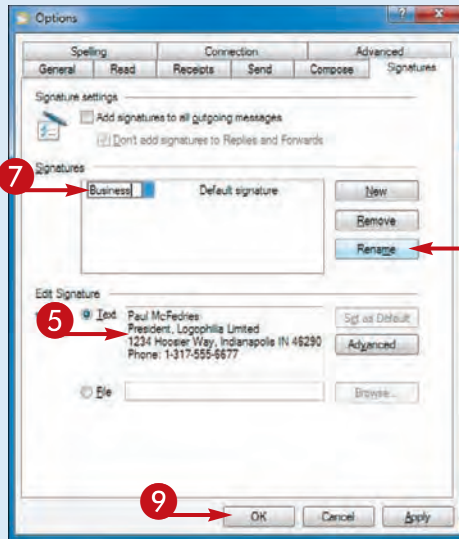 Options
Spelling Connection Advanced
General Read Receipts Send Compose Signatures
Signature settings
Add signatures to all outgoing messages
Don't add signatures to Replies and Forwards
Signatures
7
Business Default signature New
Remove
Rename
Edit Signature
5
Text Paul McFedries Set as Default
President, Logophilia Limited
1234 Hoosier Way, Indianapolis IN 46290 Advanced
Phone: 1-317-555-6677
File Browse...
9
OK Cancel Apply